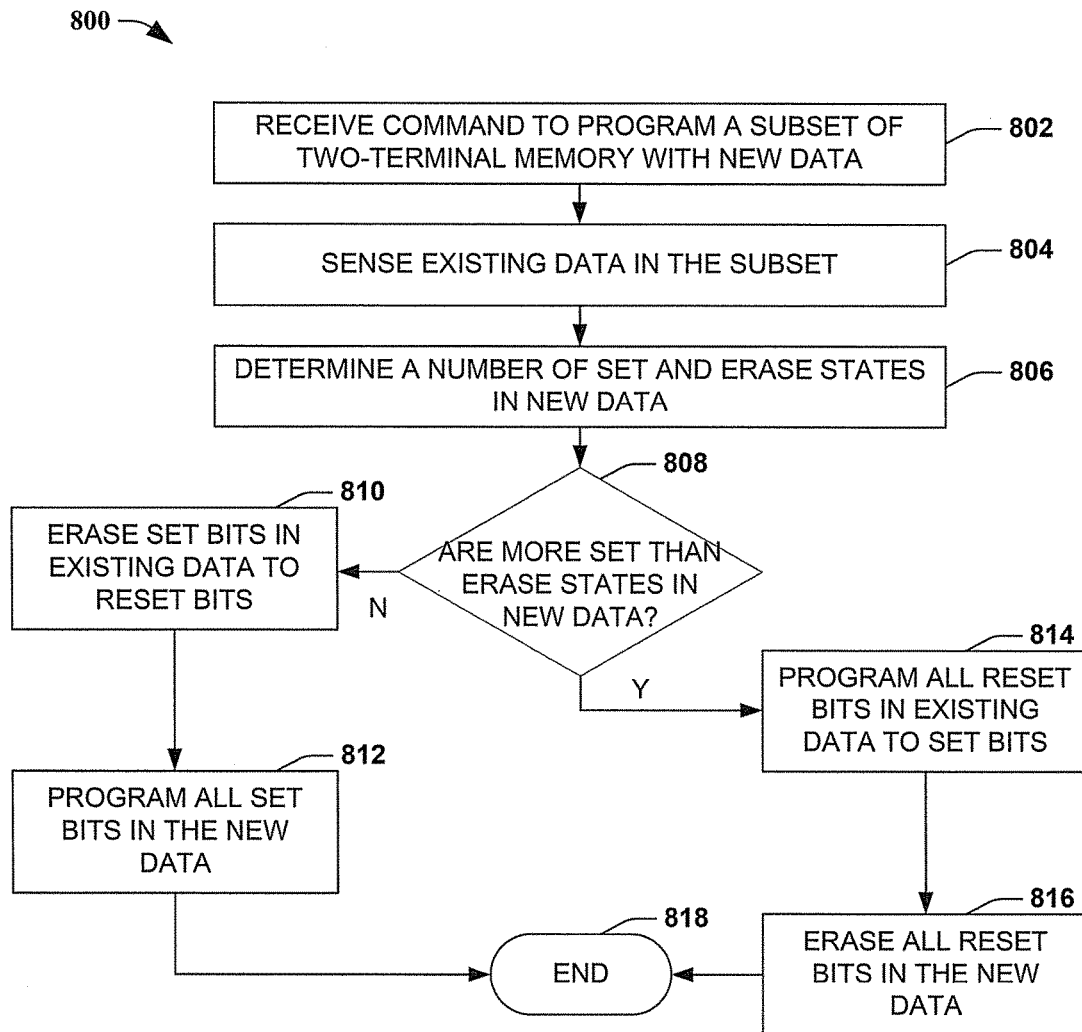 800
RECEIVE COMMAND TO PROGRAM A SUBSET OF
TWO-TERMINAL MEMORY WITH NEW DATA
802
SENSE EXISTING DATA IN THE SUBSET
804
DETERMINE A NUMBER OF SET AND ERASE STATES
IN NEW DATA
806
808
ARE MORE SET THAN
ERASE STATES IN
NEW DATA?
N
Y
810
ERASE SET BITS IN
EXISTING DATA TO
RESET BITS
812
PROGRAM ALL SET
BITS IN THE NEW
DATA
814
PROGRAM ALL RESET
BITS IN EXISTING
DATA TO SET BITS
816
ERASE ALL RESET
BITS IN THE NEW
DATA
818
END